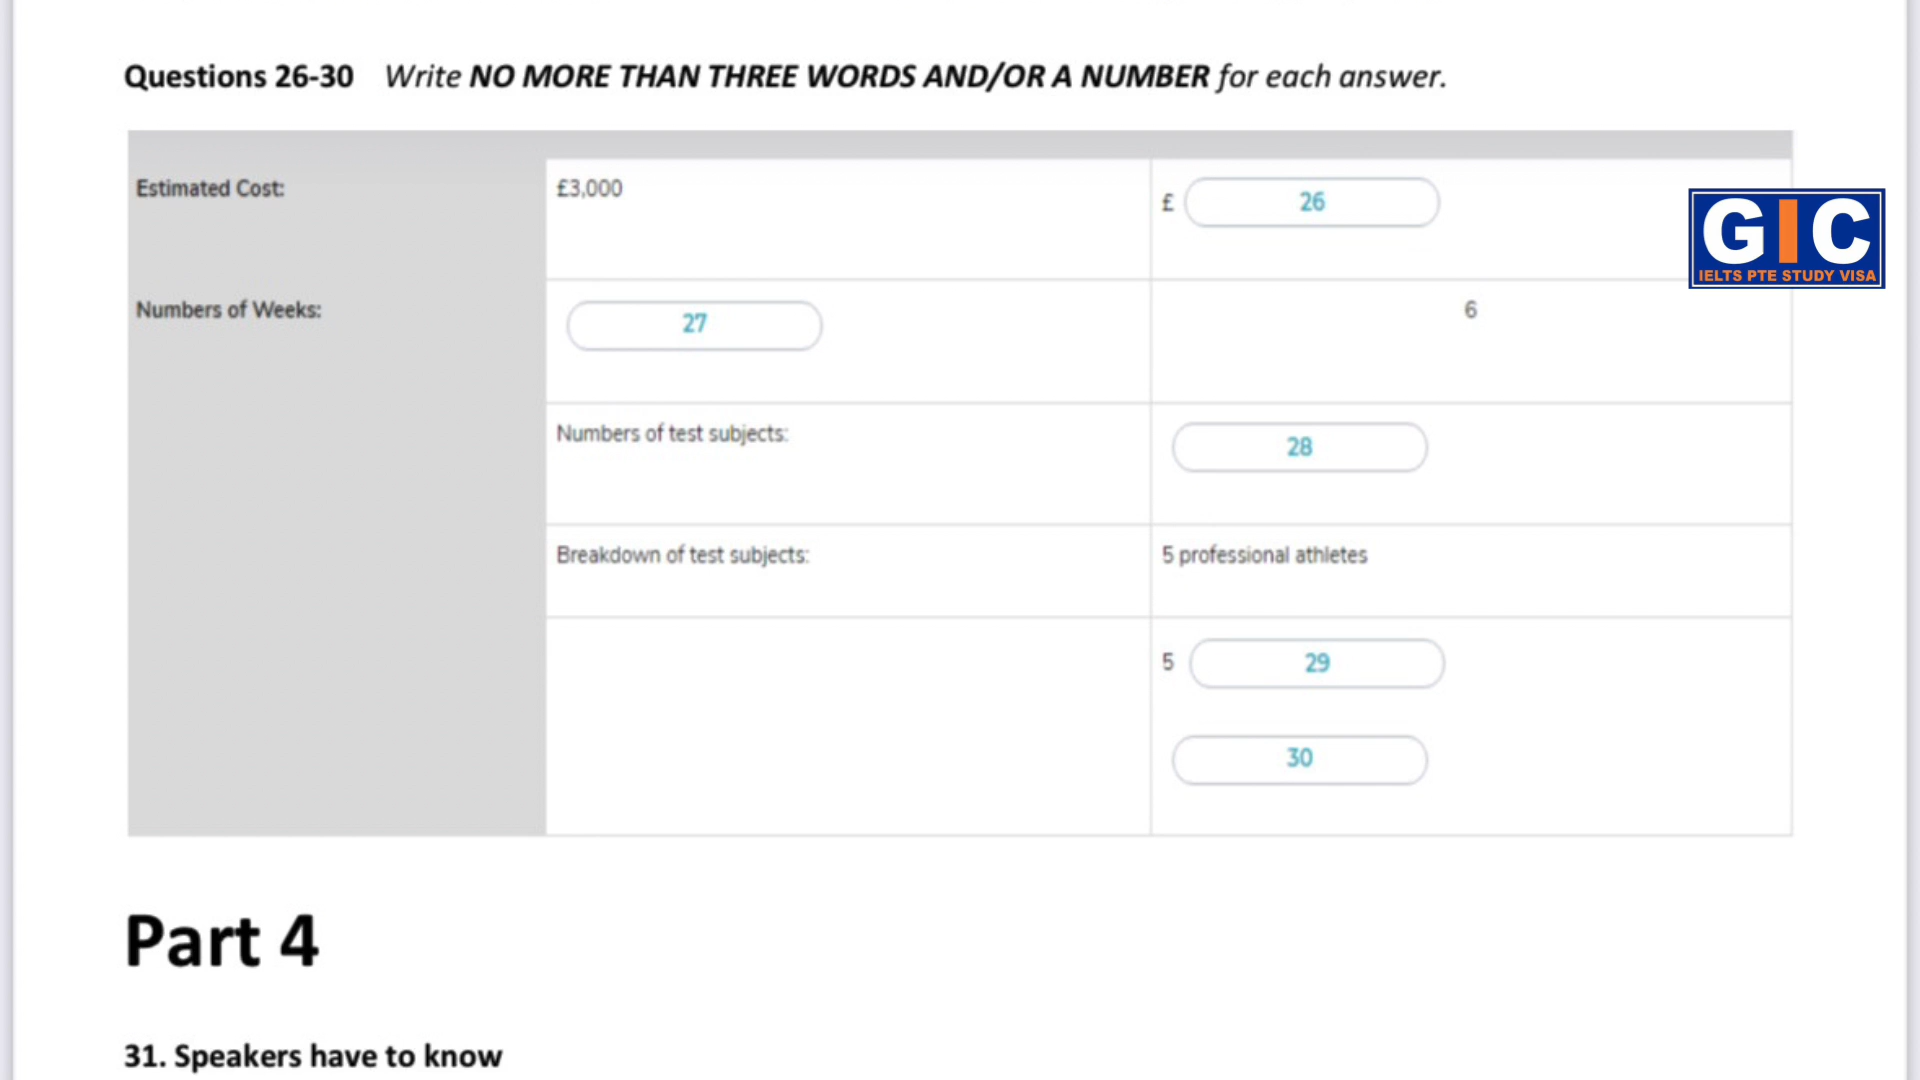 Questions 26-30 Write NO MORE THAN THREE WORDS AND/OR A NUMBER for each answer.
Estimated Cost: £3,000 £ 26
GIC
IELTS PTE STUDY VISA
Numbers of Weeks: 27 6
Numbers of test subjects: 28
Breakdown of test subjects: 5 professional athletes
5 29
30
Part 4
31. Speakers have to know